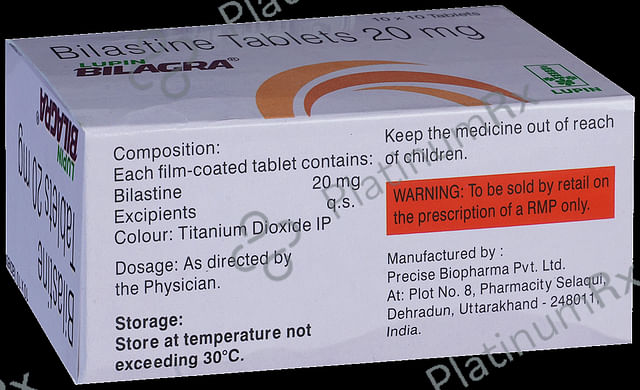 10 x 10 Tablets
Bilastine Tablets 20 mg
LUPIN
BILAGRA®
LUPIN
BILAGRA
LUPIN
Bilastine
Tablets 20 mg
Composition:
Each film-coated tablet contains:
Bilastine 20 mg
Excipients q.s.
Colour: Titanium Dioxide IP
Dosage: As directed by
the Physician.
Storage:
Store at temperature not
exceeding 30°C.
Keep the medicine out of reach
of children.
WARNING: To be sold by retail on
the prescription of a RMP only.
Manufactured by :
Precise Biopharma Pvt. Ltd.
At: Plot No. 8, Pharmacity Selaqui,
Dehradun, Uttarakhand - 248011,
India.
PlatinumRx
PlatinumRx
PlatinumRx
PlatinumRx